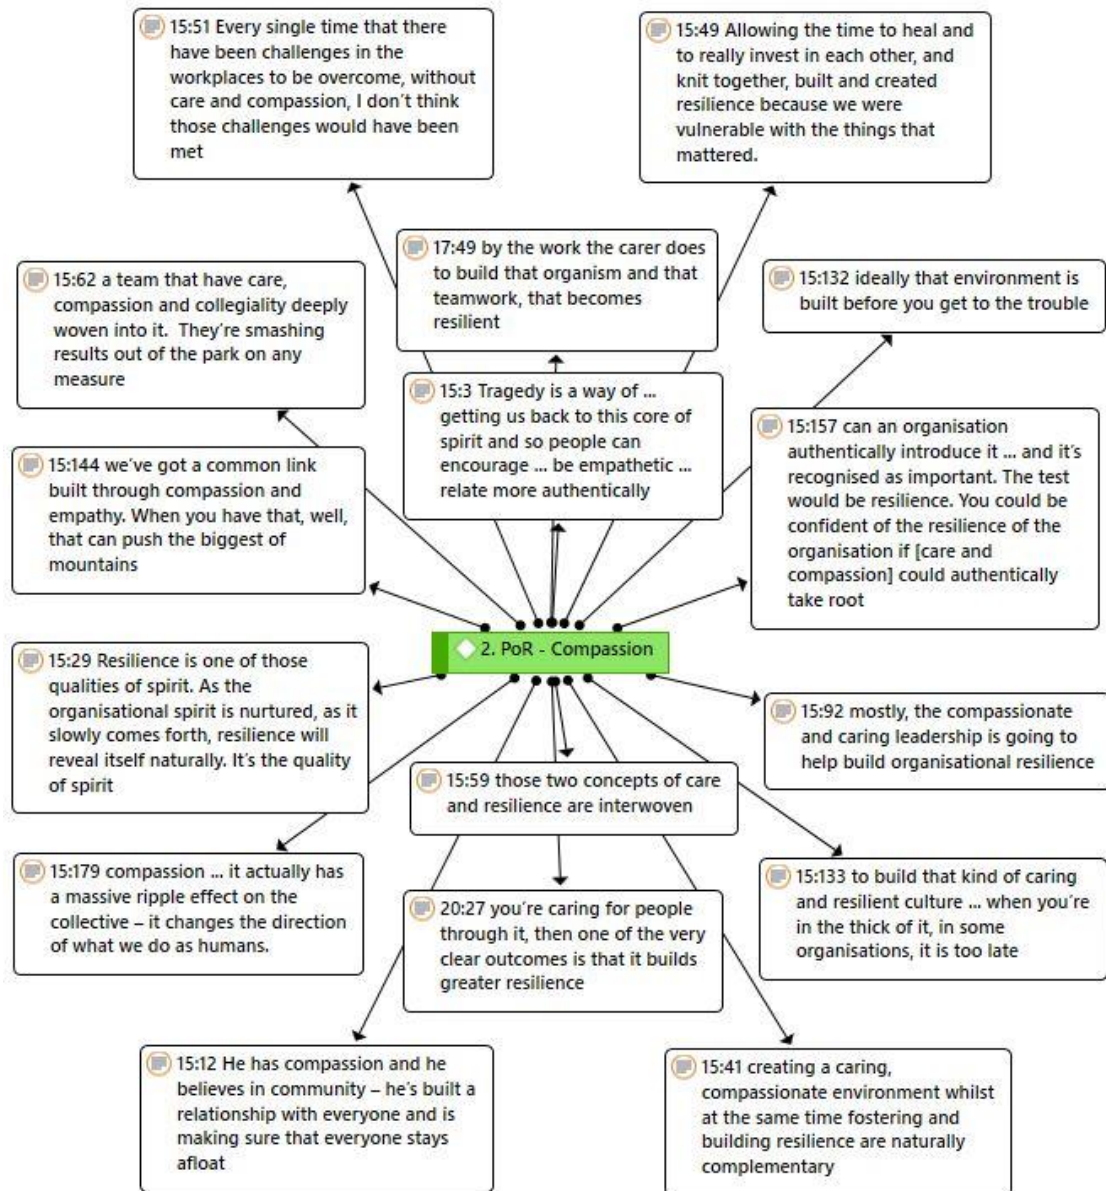 15:51 Every single time that there
have been challenges in the
workplaces to be overcome, without
care and compassion, I don't think
those challenges would have been
met
15:49 Allowing the time to heal and
to really invest in each other, and
knit together, built and created
resilience because we were
vulnerable with the things that
mattered.
17:49 by the work the carer does
to build that organism and that
teamwork, that becomes
resilient
15:62 a team that have care,
compassion and collegiality deeply
woven into it.  They're smashing
results out of the park on any
measure
15:132 ideally that environment is
built before you get to the trouble
15:3 Tragedy is a way of ...
getting us back to this core of
spirit and so people can
encourage ... be empathetic ...
relate more authentically
15:157 can an organisation
authentically introduce it ... and it's
recognised as important. The test
would be resilience. You could be
confident of the resilience of the
organisation if [care and
compassion] could authentically
take root
15:144 we've got a common link
built through compassion and
empathy. When you have that, well,
that can push the biggest of
mountains
2. PoR - Compassion
15:29 Resilience is one of those
qualities of spirit. As the
organisational spirit is nurtured, as it
slowly comes forth, resilience will
reveal itself naturally. It's the quality
of spirit
15:92 mostly, the compassionate
and caring leadership is going to
help build organisational resilience
15:59 those two concepts of care
and resilience are interwoven
15:179 compassion ... it actually has
a massive ripple effect on the
collective – it changes the direction
of what we do as humans.
20:27 you're caring for people
through it, then one of the very
clear outcomes is that it builds
greater resilience
15:133 to build that kind of caring
and resilient culture ... when you're
in the thick of it, in some
organisations, it is too late
15:12 He has compassion and he
believes in community – he's built a
relationship with everyone and is
making sure that everyone stays
afloat
15:41 creating a caring,
compassionate environment whilst
at the same time fostering and
building resilience are naturally
complementary